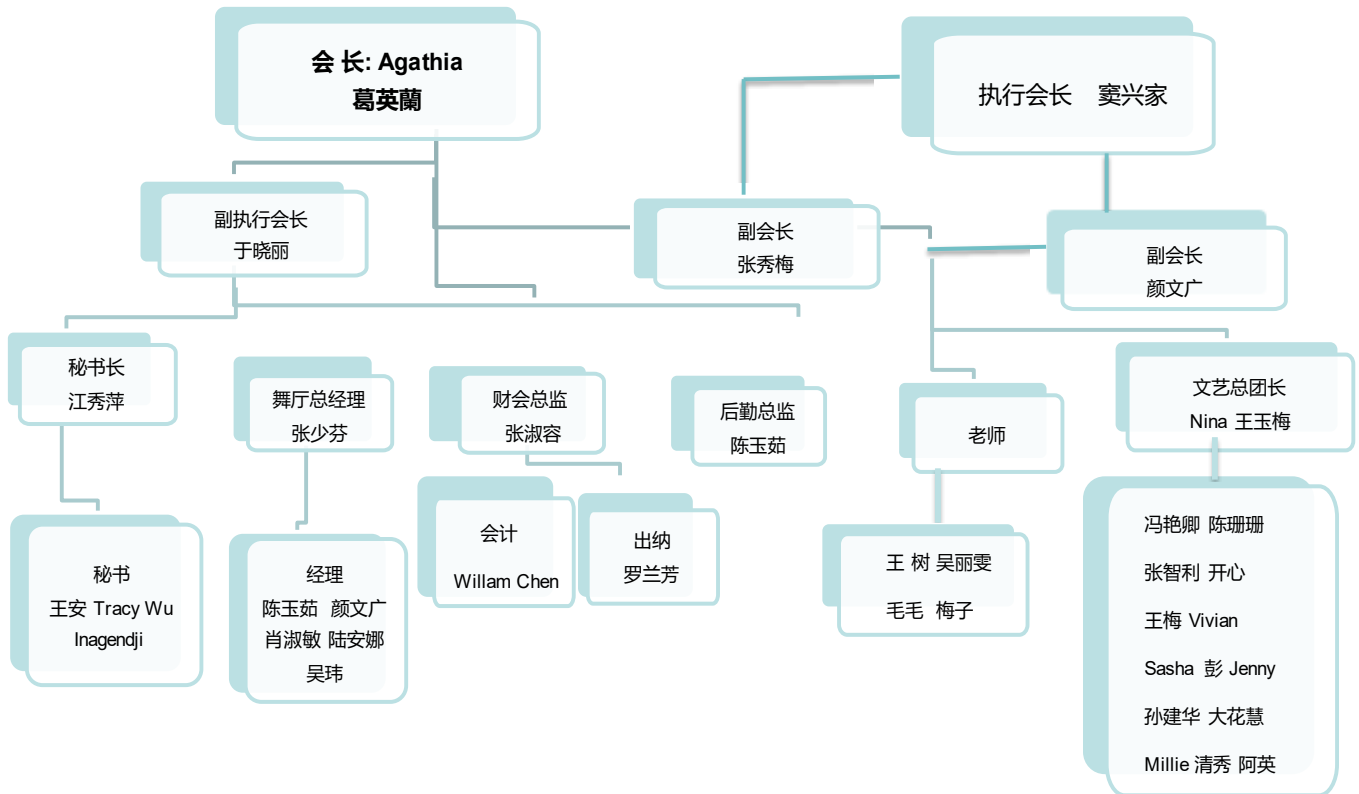 会 长: Agathia
葛英蘭
执行会长 窦兴家
副执行会长
于晓丽
副会长
张秀梅
副会长
颜文广
秘书长
江秀萍
舞厅总经理
张少芬
财会总监
张淑容
后勤总监
陈玉茹
老师
文艺总团长
Nina 王玉梅
秘书
王安 Tracy Wu
Inagendji
经理
陈玉茹 颜文广
肖淑敏 陆安娜
吴玮
会计
Willam Chen
出纳
罗兰芳
王 树 吴丽雯
毛毛 梅子
冯艳卿 陈珊珊
张智利 开心
王梅 Vivian
Sasha 彭 Jenny
孙建华 大花慧
Millie 清秀 阿英